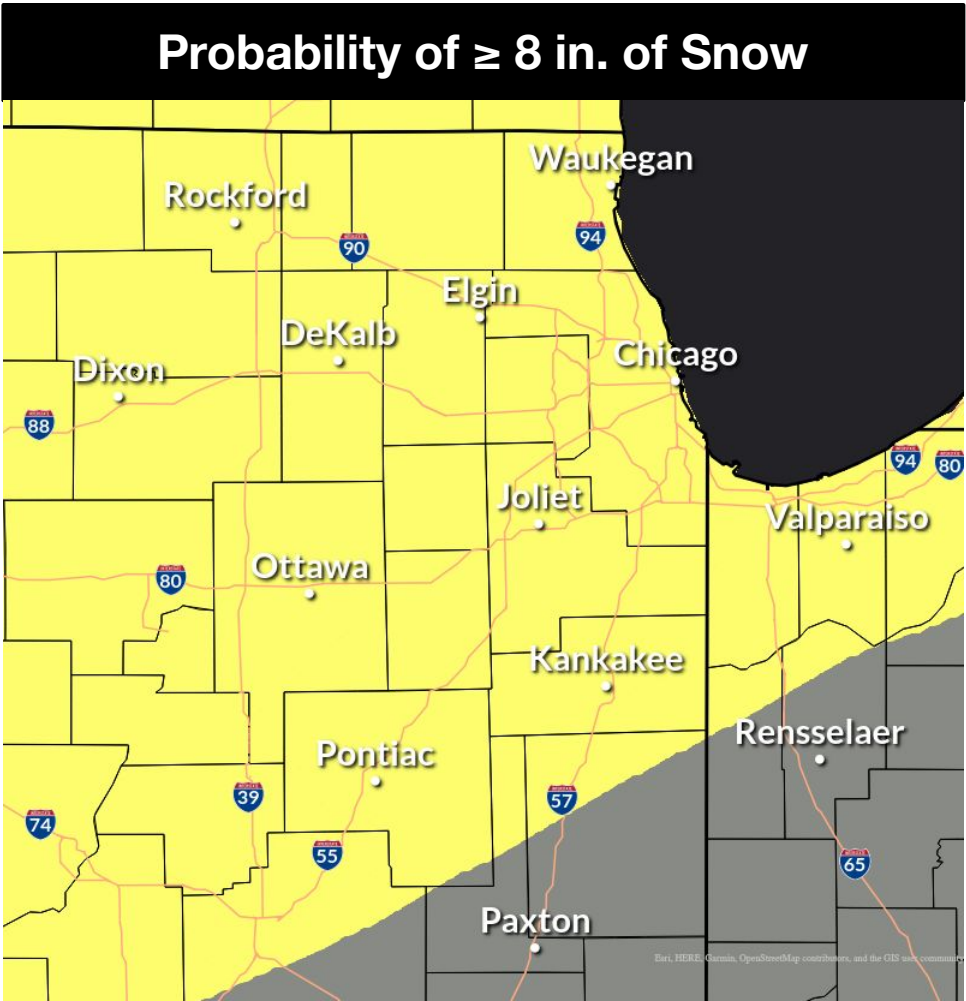 Probability of ≥ 8 in. of Snow
Waukegan
Rockford
90
94
Elgin
DeKalb
Chicago
Dixon
88
94
80
Joliet
Valparaiso
Ottawa
80
Kankakee
Rensselaer
Pontiac
39
57
74
55
65
Paxton
Esri, HERE, Garmin, OpenStreetMap contributors, and the GIS user community